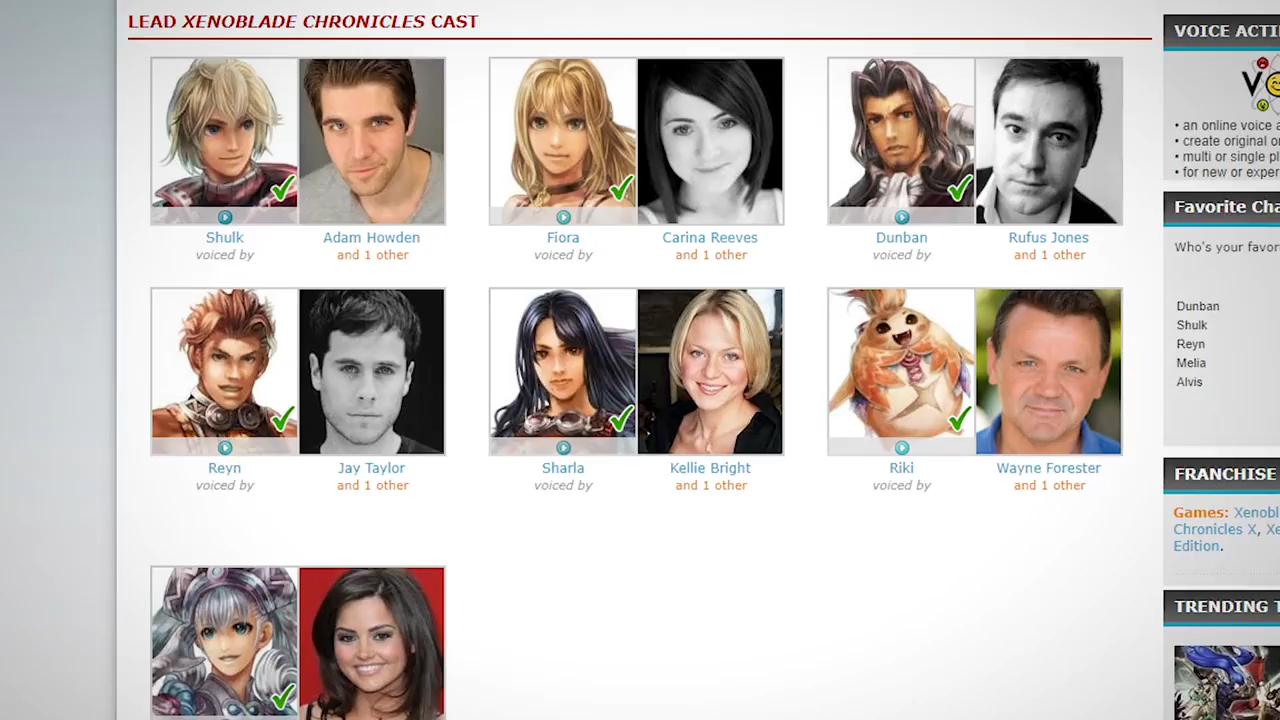 LEAD XENOBLADE CHRONICLES CAST
Shulk
voiced by
Adam Howden
and 1 other
Fiora
voiced by
Carina Reeves
and 1 other
Dunban
voiced by
Rufus Jones
and 1 other
Reyn
voiced by
Jay Taylor
and 1 other
Sharla
voiced by
Kellie Bright
and 1 other
Riki
voiced by
Wayne Forester
and 1 other
VOICE ACTI
• an online voice a
• create original or
• multi or single pl
• for new or exper
Favorite Cha
Who's your favor
Dunban
Shulk
Reyn
Melia
Alvis
FRANCHISE
Games: Xenobl
Chronicles X, Xe
Edition.
TRENDING T